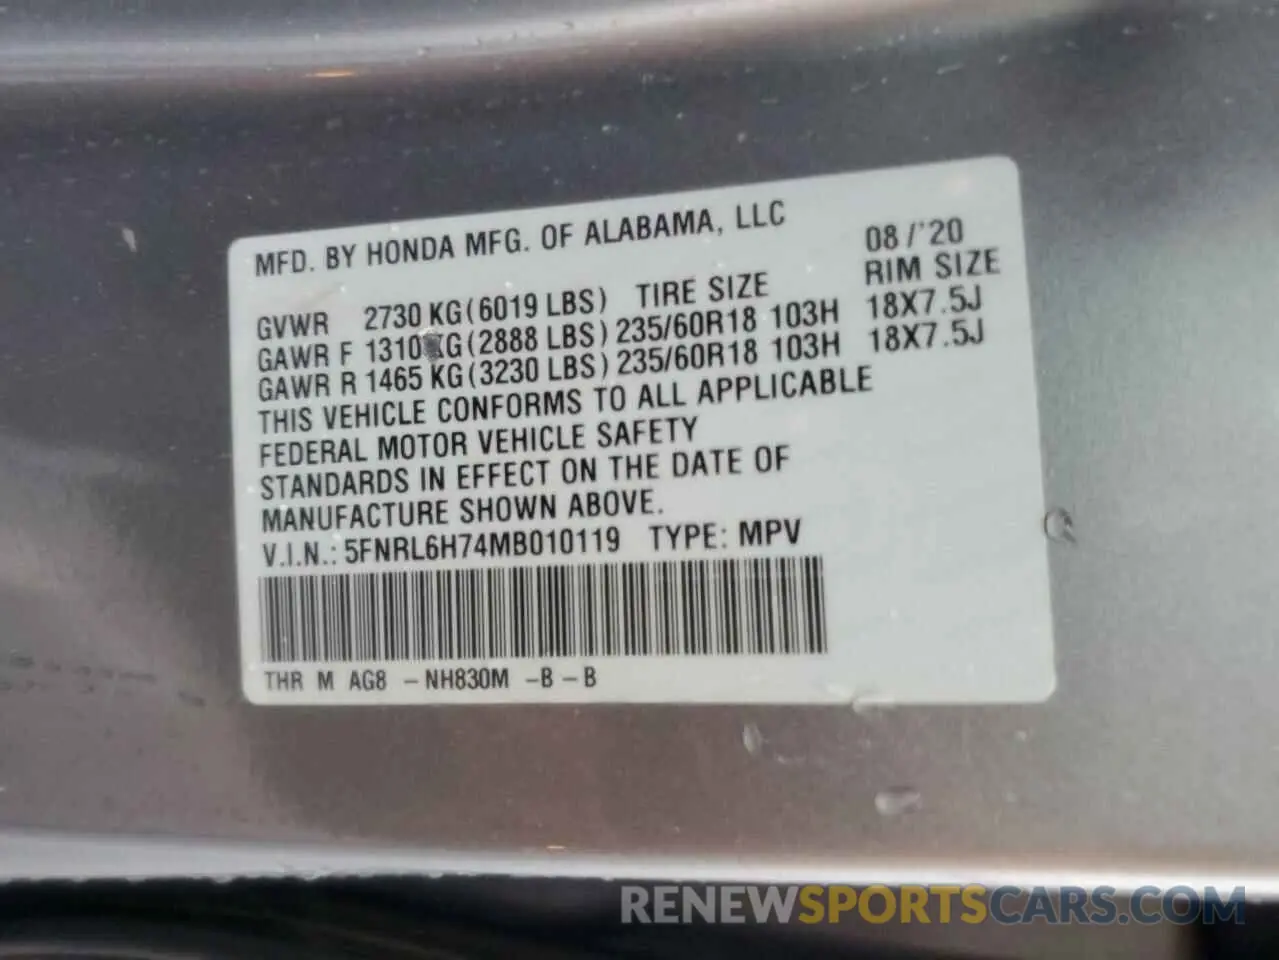 MFD. BY HONDA MFG. OF ALABAMA, LLC 08/'20
GVWR 2730 KG(6019 LBS) TIRE SIZE RIM SIZE
GAWR F 1310 KG(2888 LBS) 235/60R18 103H 18X7.5J
GAWR R 1465 KG(3230 LBS) 235/60R18 103H 18X7.5J
THIS VEHICLE CONFORMS TO ALL APPLICABLE
FEDERAL MOTOR VEHICLE SAFETY
STANDARDS IN EFFECT ON THE DATE OF
MANUFACTURE SHOWN ABOVE.
V.I.N.: 5FNRL6H74MB010119 TYPE: MPV
THR M AG8 -NH830M -B-B
RENEWSPORTSCARS.COM